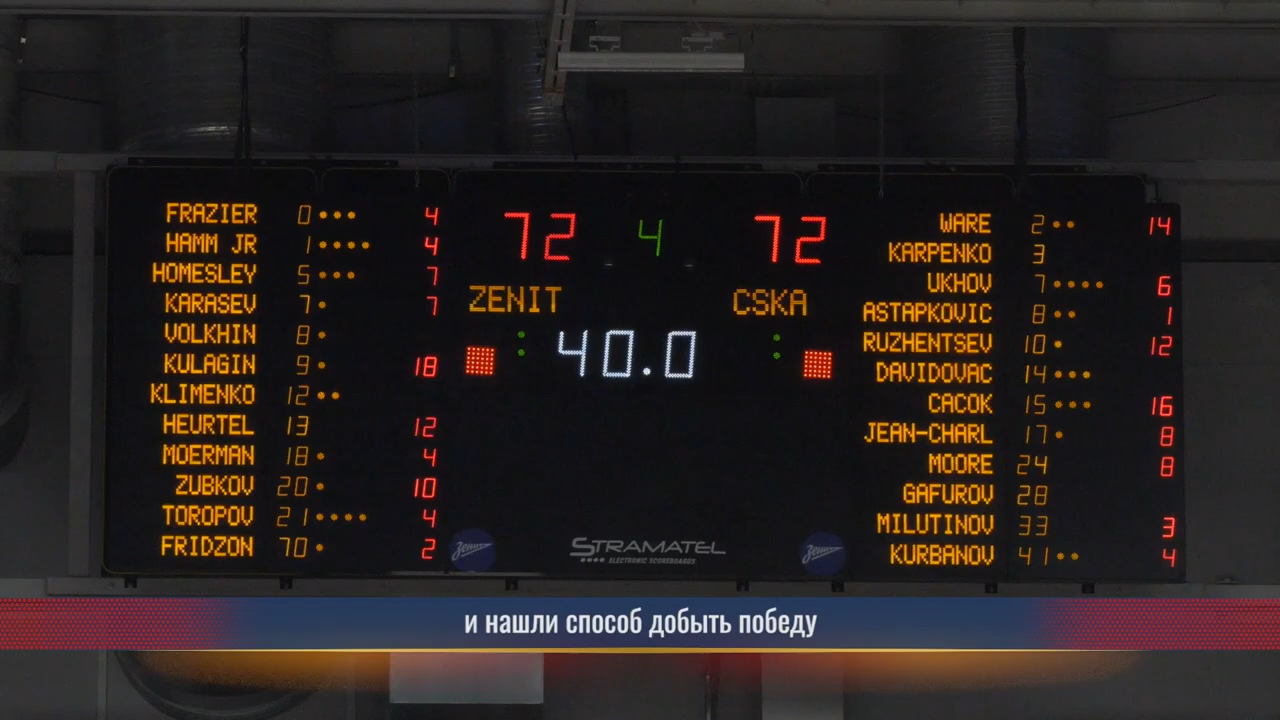 FRAZIER 0 4
HAMM JR 1 4
HOMESLEY 5 7
KARASEV 7 7
VOLKHIN 8
KULAGIN 9 18
KLIMENKO 12
HEURTEL 13 12
MOERMAN 18 4
ZUBKOV 20 10
TOROPOV 21 4
FRIDZON 70 2
72 4 72
ZENIT CSKA
40.0
STRAMATEL
ELECTRONIC SCOREBOARDS
WARE 2 14
KARPENKO 3
UKHOV 7 6
ASTAPKOVIC 8 1
RUZHENTSEV 10 12
DAVIDOVAC 14
CACOK 15 16
JEAN-CHARL 17 8
MOORE 24 8
GAFUROV 28
MILUTINOV 33 3
KURBANOV 41 4
и нашли способ добыть победу